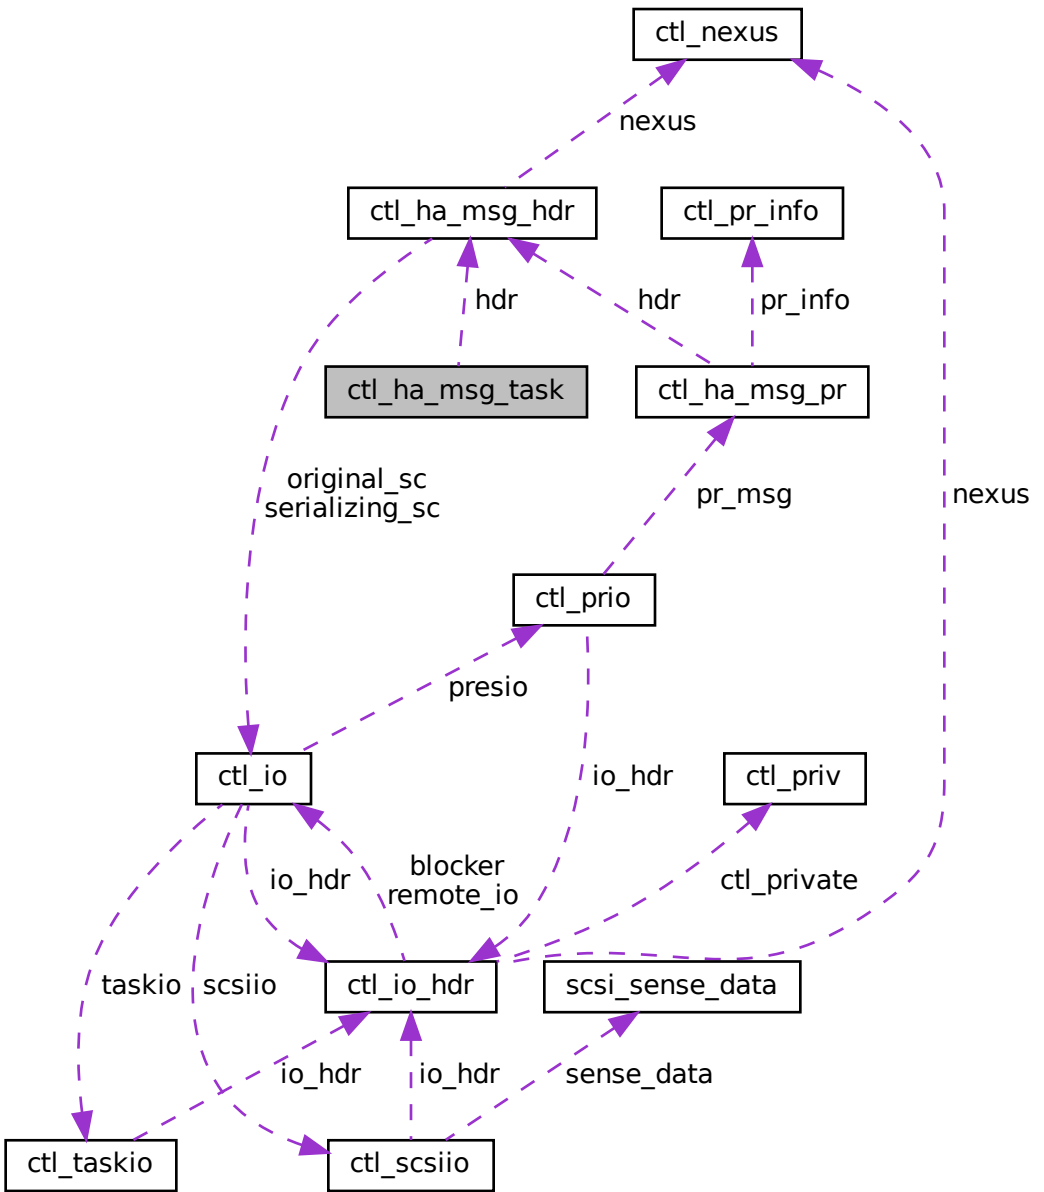 ctl_nexus
nexus
ctl_ha_msg_hdr
ctl_pr_info
hdr
hdr
pr_info
ctl_ha_msg_task
ctl_ha_msg_pr
original_sc
serializing_sc
pr_msg
nexus
ctl_prio
presio
ctl_io
io_hdr
ctl_priv
io_hdr
blocker
remote_io
ctl_private
taskio
scsiio
ctl_io_hdr
scsi_sense_data
io_hdr
io_hdr
sense_data
ctl_taskio
ctl_scsiio